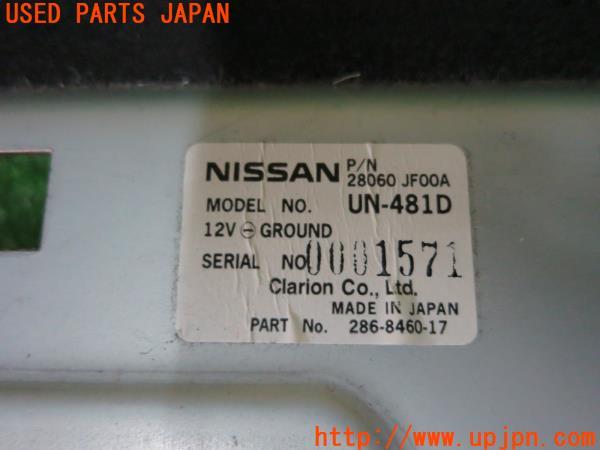 USED PARTS JAPAN
NISSAN P/N 28060 JF00A
MODEL NO. UN-481D
12V ⊖ GROUND
SERIAL NO 0001571
Clarion Co., Ltd.
MADE IN JAPAN
PART No. 286-8460-17
UPJ
http://www.upjpn.com/